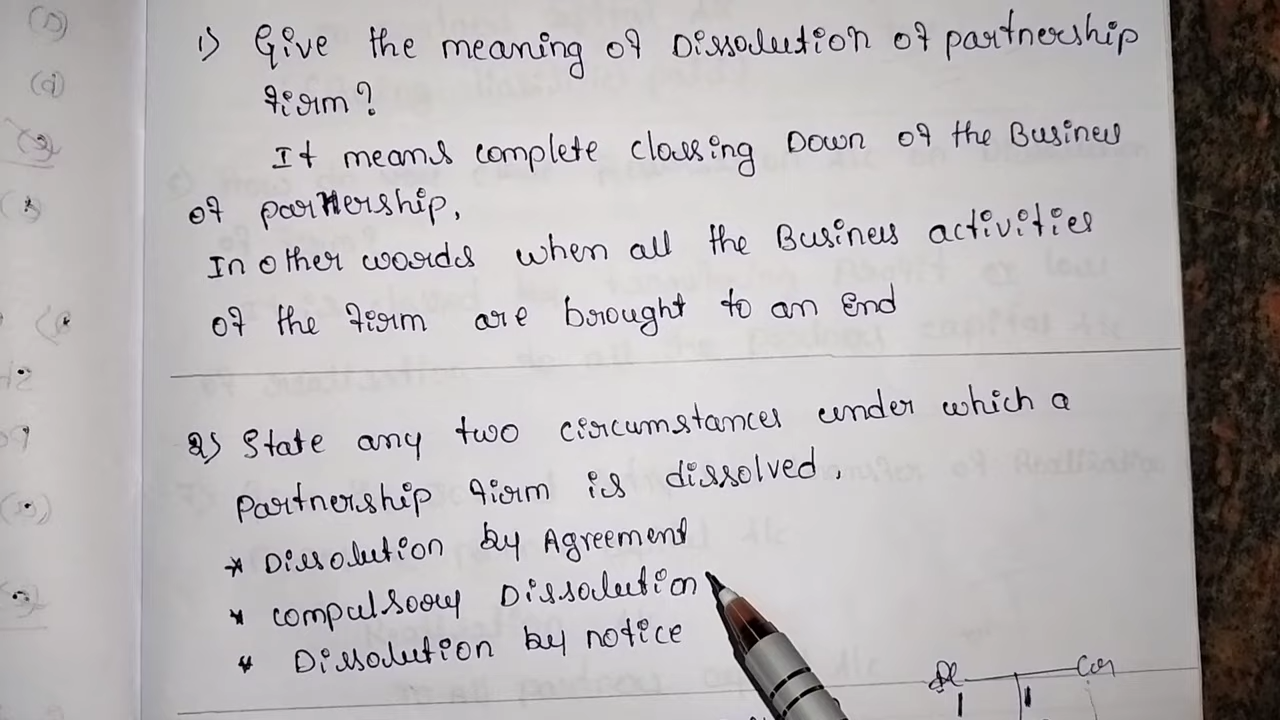 1) Give the meaning of Dissolution of partnership
firm?
It means complete classing Down of the Business
of partnership,
In other words when all the Business activities
of the firm are brought to an End
2) State any two circumstances under which a
Partnership firm is dissolved,
* Dissolution by Agreement
* compulsory Dissolution
* Dissolution by notice